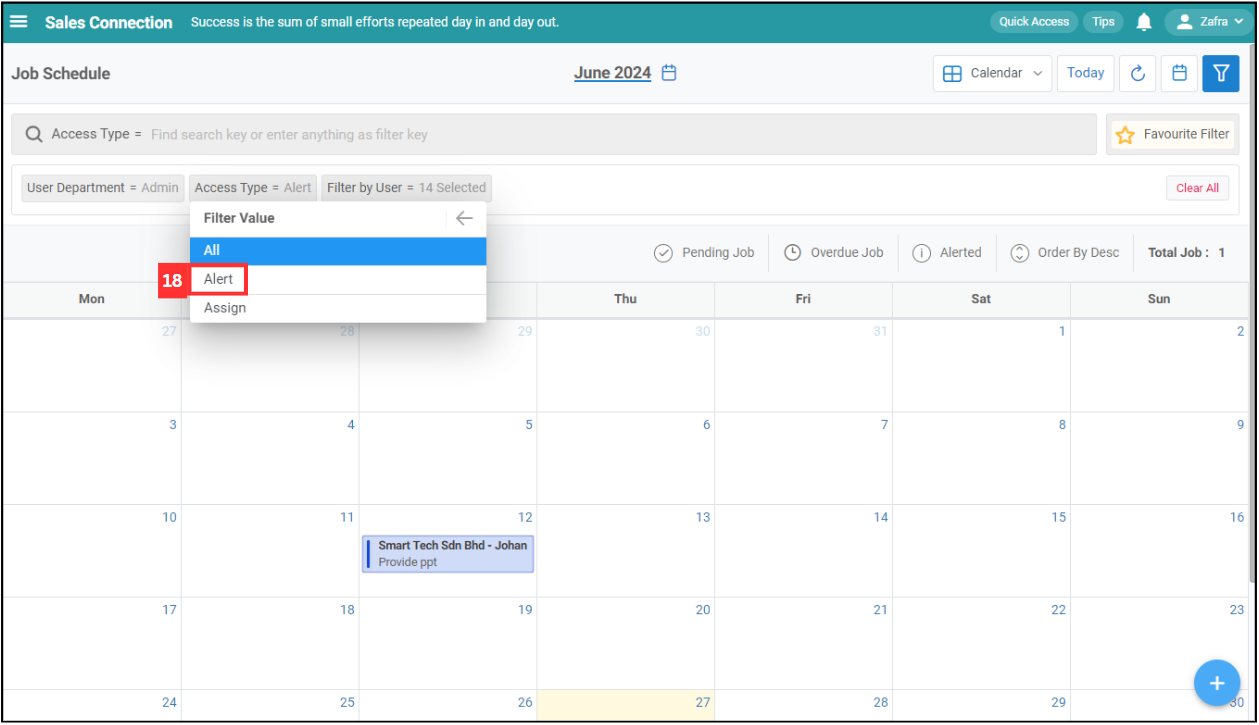 Sales Connection Success is the sum of small efforts repeated day in and day out. Quick Access Tips Zafra
Job Schedule June 2024 Calendar Today
Access Type = Find search key or enter anything as filter key Favourite Filter
User Department = Admin Access Type = Alert Filter by User = 14 Selected Clear All
Filter Value
All
Pending Job Overdue Job Alerted Order By Desc Total Job : 1
18 Alert
Assign
Mon Thu Fri Sat Sun
27 28 29 30 31 1 2
3 4 5 6 7 8 9
10 11 12 13 14 15 16
Smart Tech Sdn Bhd - Johan
Provide ppt
17 18 19 20 21 22 23
24 25 26 27 28 29 30